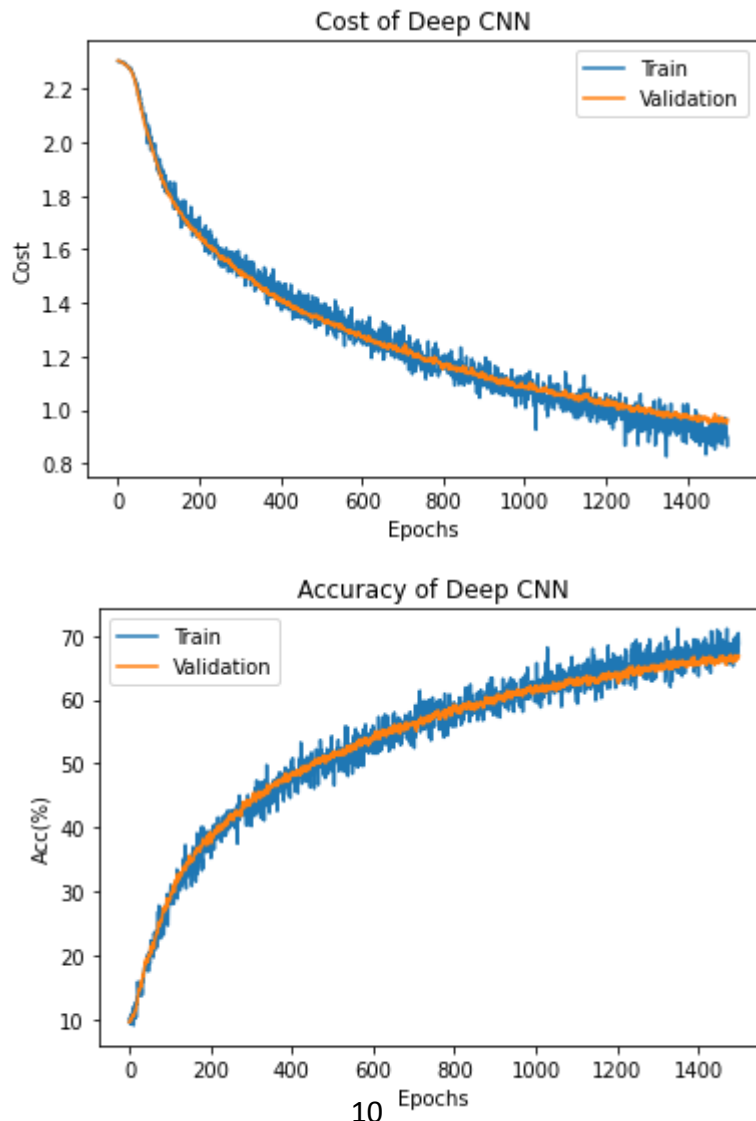 Cost of Deep CNN
Train
Validation
2.2
2.0
1.8
1.6
1.4
1.2
1.0
0.8
Cost
0 200 400 600 800 1000 1200 1400
Epochs
Accuracy of Deep CNN
Train
Validation
70
60
50
40
30
20
10
Acc(%)
0 200 400 600 800 1000 1200 1400
Epochs
10